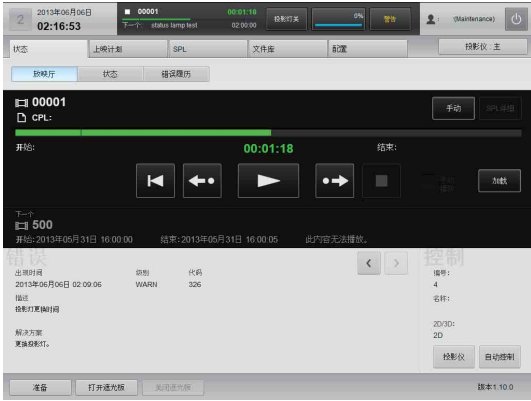 2
2013年06月06日
02:16:53
00001 00:01:18
下一个: status lamp test 02:00:00
投影灯关
0%
警告
(Maintenance)
状态 上映计划 SPL 文件库 配置
投影仪 : 主
放映厅 状态 错误履历
00001
CPL:
手动
SPL详细
开始: 00:01:18 结束:
加载
下一个
500
开始:2013年05月31日 16:00:00 结束:2013年05月31日 16:00:05 此内容无法播放。
错误
控制
出现时间 级别 代码
2013年06月06日 02:09:06 WARN 326
描述
投影灯更换时间
解决方案
更换投影灯。
编号:
4
名称:
2D/3D:
2D
投影仪 自动控制
准备 打开遮光版 关闭遮光版
版本1.10.0